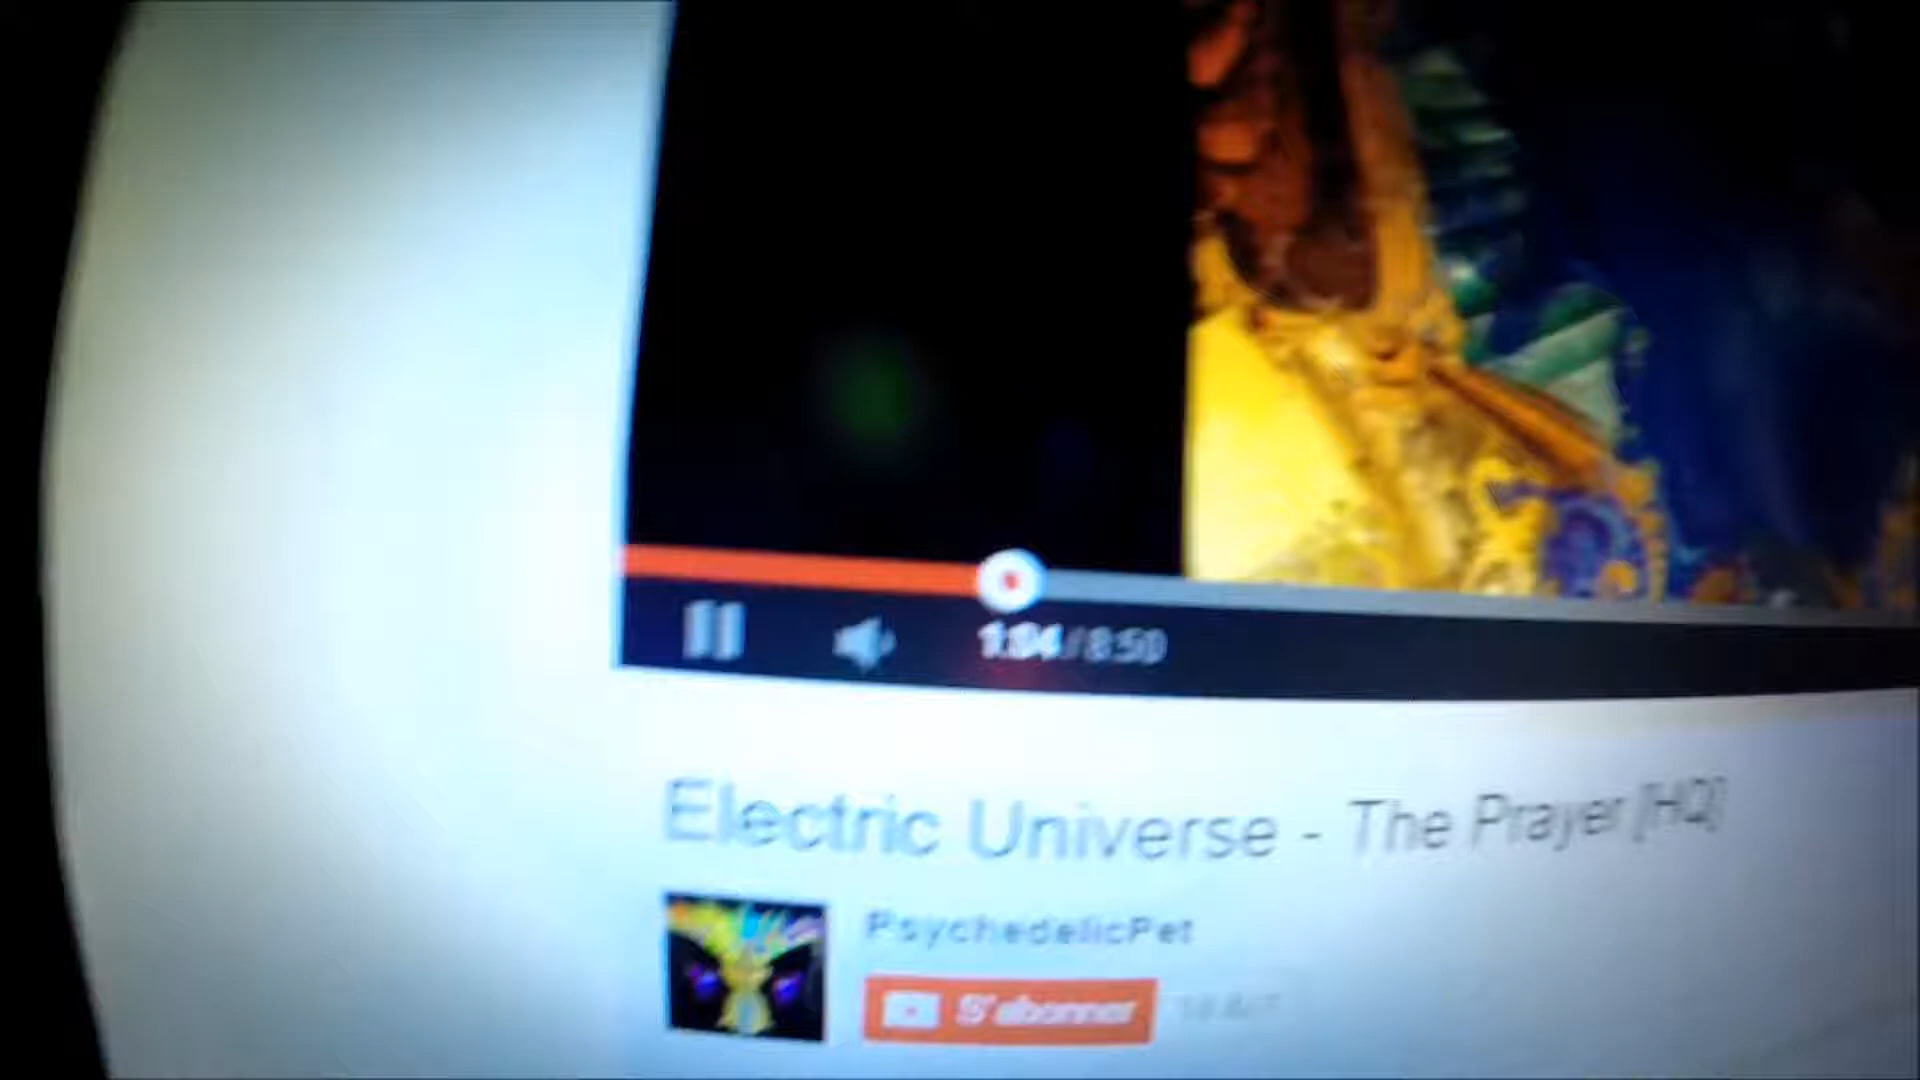 1:04 / 8:50
Electric Universe - The Prayer [HQ]
PsychedelicPet
S'abonner